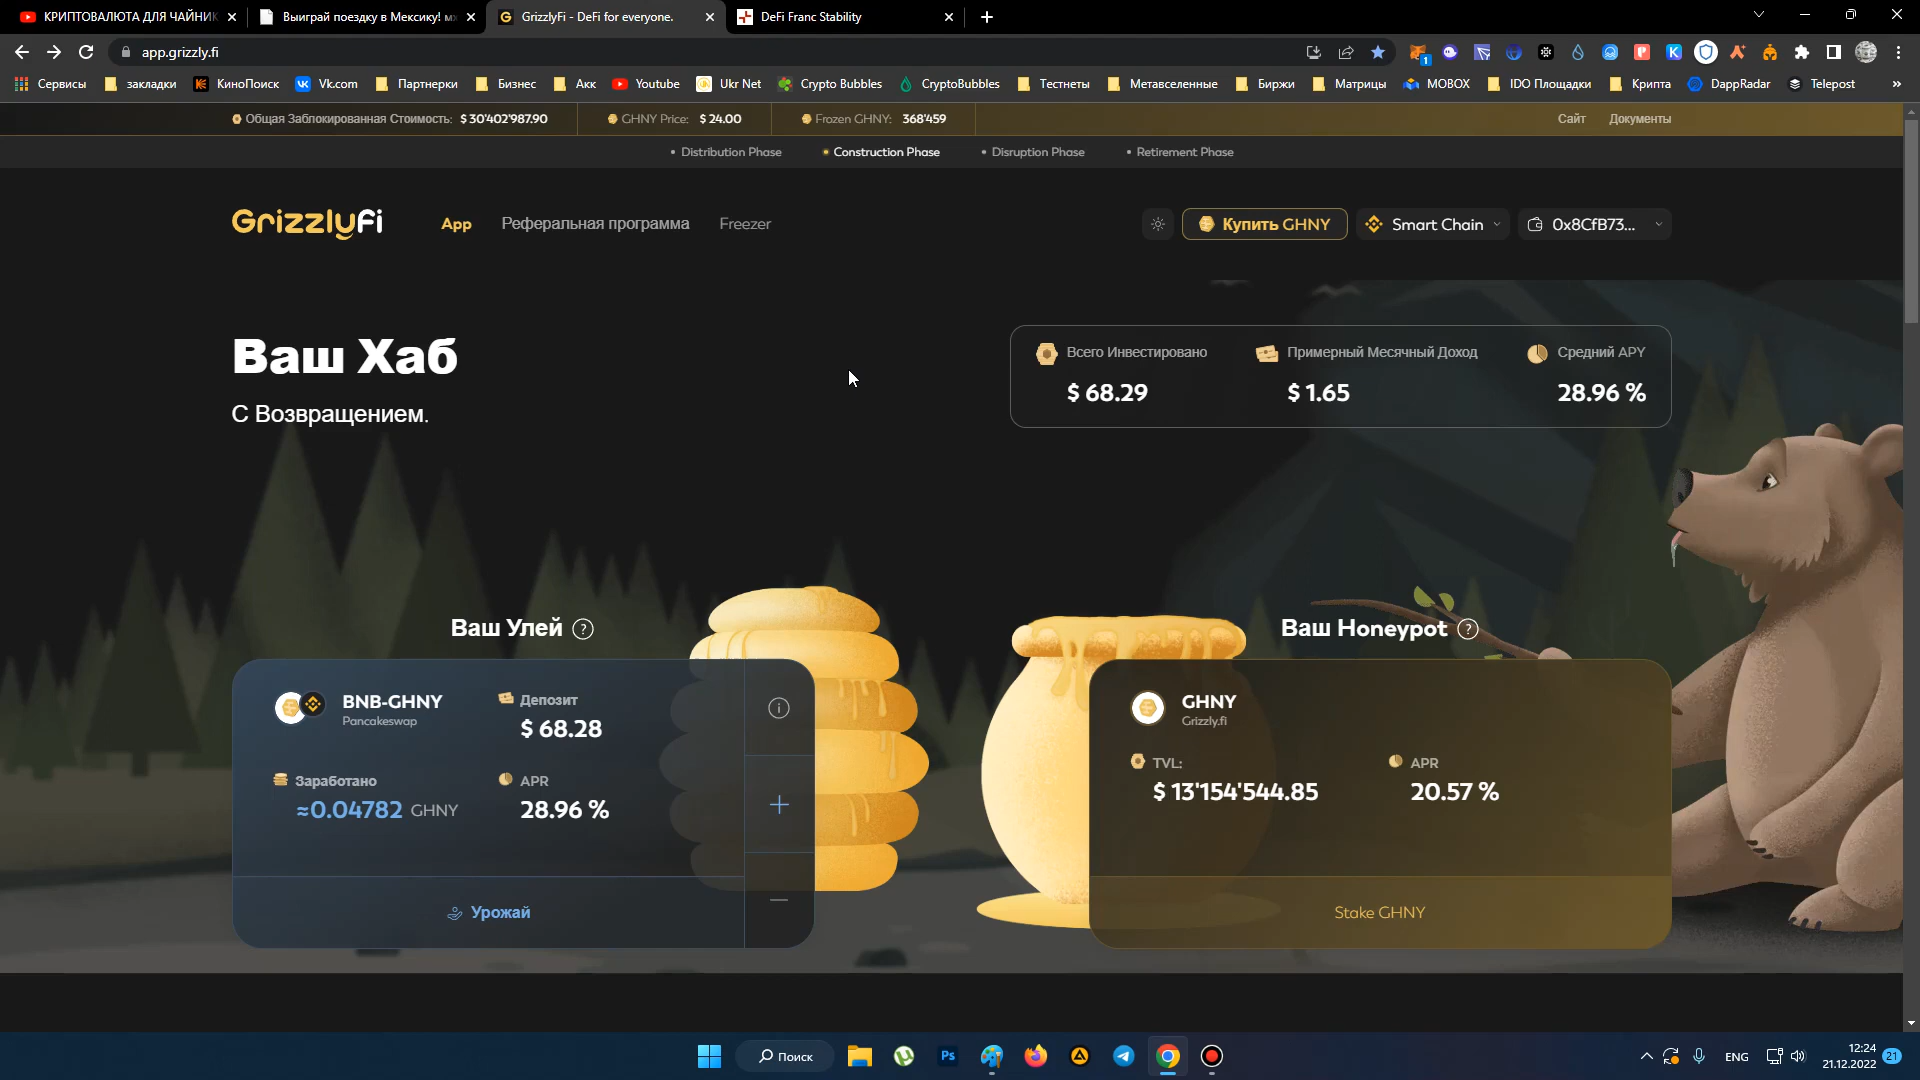 КРИПТОВАЛЮТА ДЛЯ ЧАЙНИК
Выиграй поездку в Мексику! мх
GrizzlyFi - DeFi for everyone.
DeFi Franc Stability
app.grizzly.fi
1
Сервисы
закладки
КиноПоиск
Vk.com
Партнерки
Бизнес
Акк
Youtube
Ukr Net
Crypto Bubbles
CryptoBubbles
Тестнеты
Метавселенные
Биржи
Матрицы
MOBOX
IDO Площадки
Крипта
DappRadar
Telepost
»
Общая Заблокированная Стоимость: $ 30'402'987.90
GHNY Price: $ 24.00
Frozen GHNY: 368'459
Сайт
Документы
• Distribution Phase
• Construction Phase
• Disruption Phase
• Retirement Phase
GrizzlyFi
App
Реферальная программа
Freezer
Купить GHNY
Smart Chain
0x8CfB73...
Ваш Хаб
С Возвращением.
Всего Инвестировано
$ 68.29
Примерный Месячный Доход
$ 1.65
Средний APY
28.96 %
Ваш Улей ?
BNB-GHNY
Pancakeswap
Депозит
$ 68.28
Заработано
≈0.04782 GHNY
APR
28.96 %
Урожай
Ваш Honeypot ?
GHNY
Grizzly.fi
TVL:
$ 13'154'544.85
APR
20.57 %
Stake GHNY
Поиск
Ps
ENG
12:24
21.12.2022
21